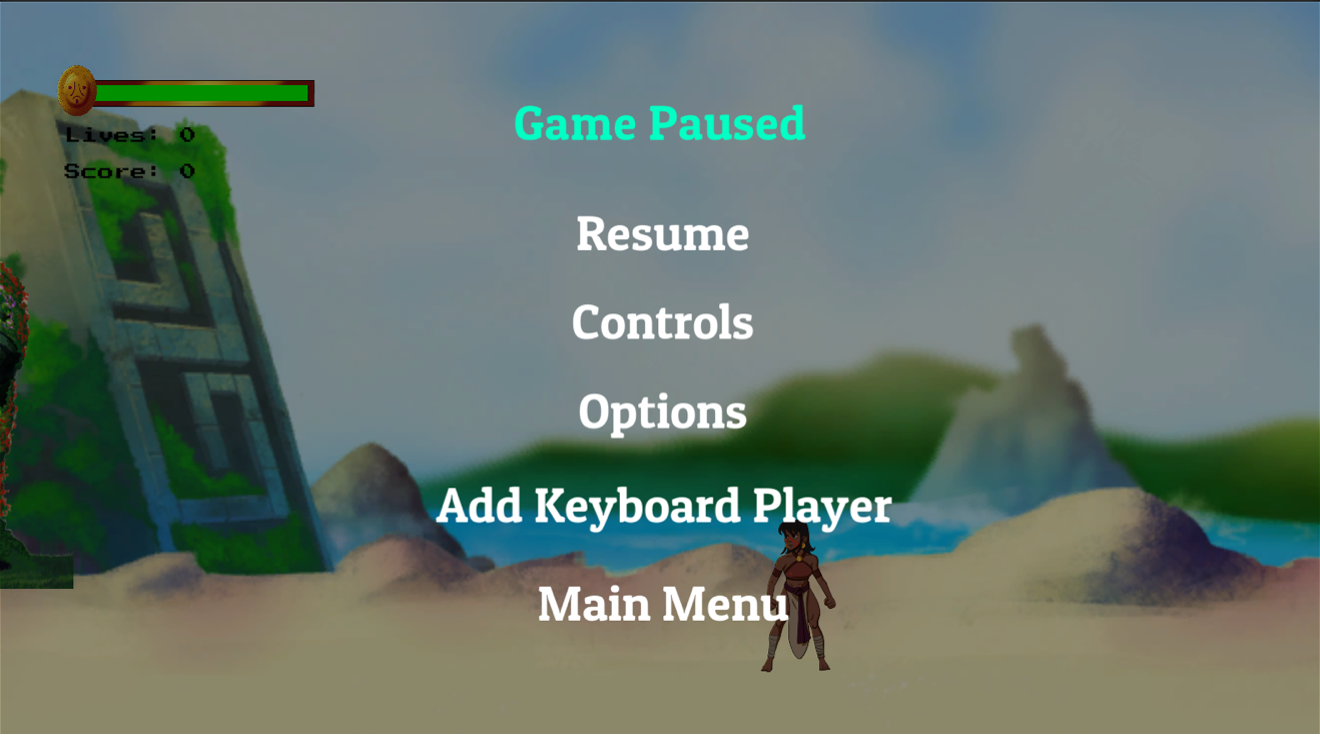 Lives: 0
Score: 0
Game Paused
Resume
Controls
Options
Add Keyboard Player
Main Menu